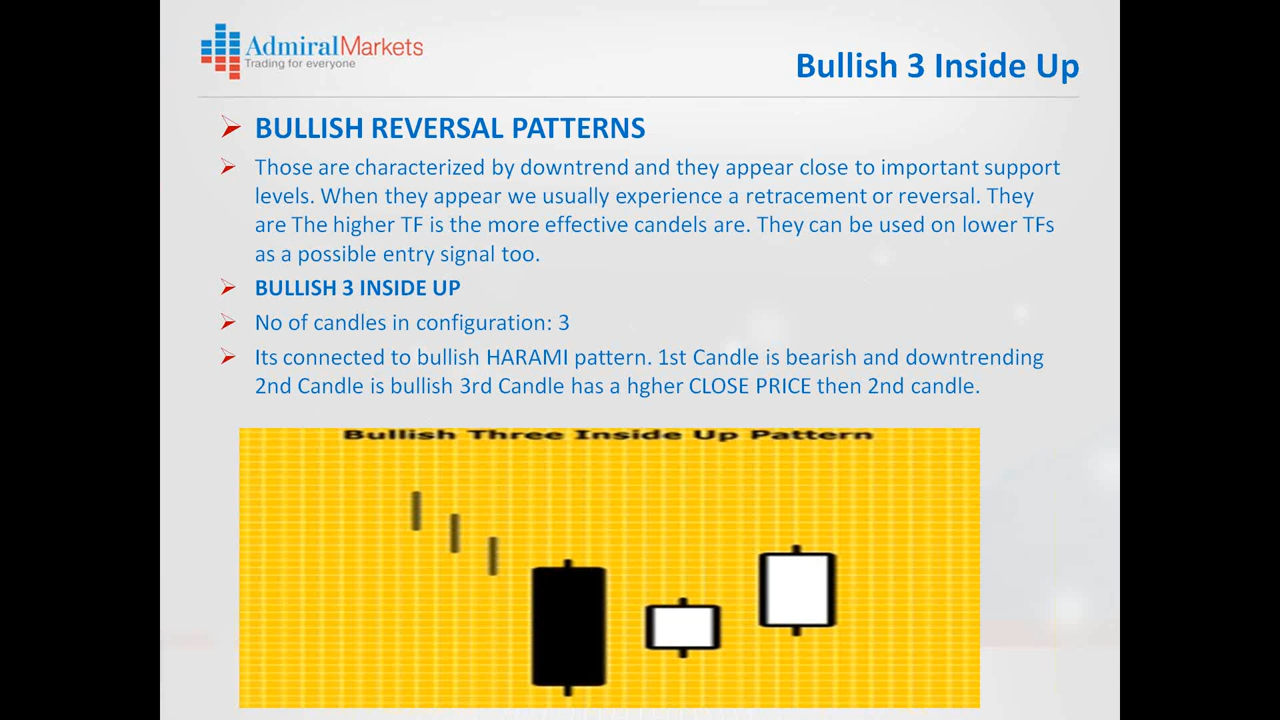 AdmiralMarkets
Trading for everyone
Bullish 3 Inside Up
BULLISH REVERSAL PATTERNS
Those are characterized by downtrend and they appear close to important support
levels. When they appear we usually experience a retracement or reversal. They
are The higher TF is the more effective candels are. They can be used on lower TFs
as a possible entry signal too.
BULLISH 3 INSIDE UP
No of candles in configuration: 3
Its connected to bullish HARAMI pattern. 1st Candle is bearish and downtrending
2nd Candle is bullish 3rd Candle has a hgher CLOSE PRICE then 2nd candle.
Bullish Three Inside Up Pattern